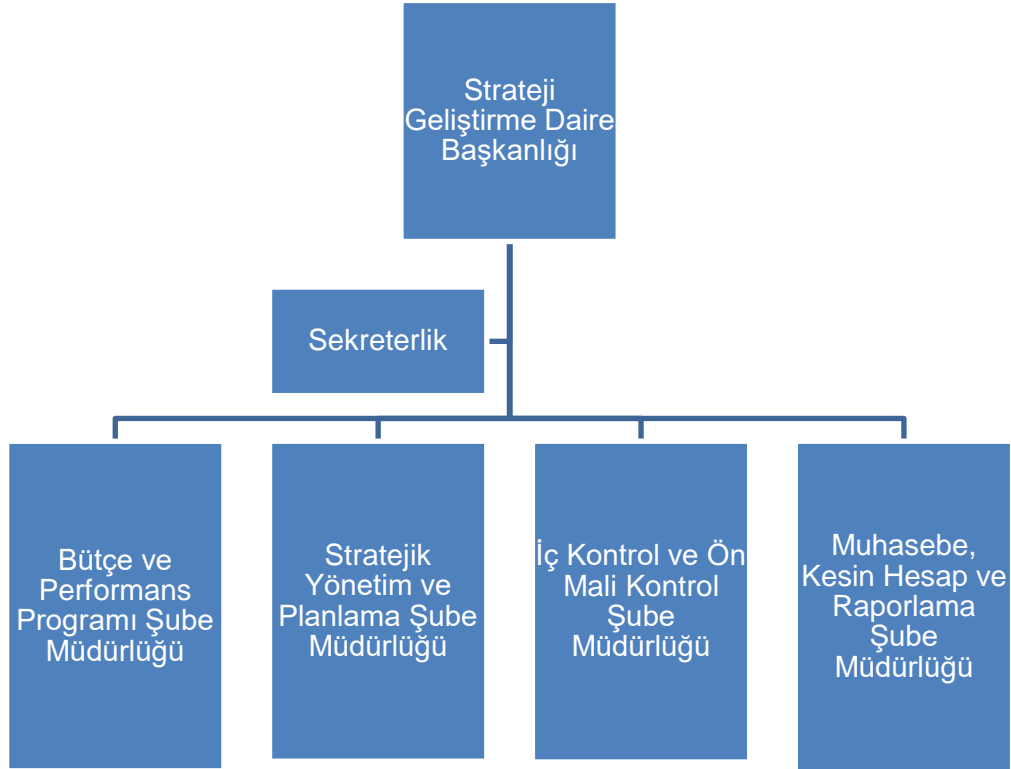 Strateji
Geliştirme Daire
Başkanlığı
Sekreterlik
Bütçe ve
Performans
Programı Şube
Müdürlüğü
Stratejik
Yönetim ve
Planlama Şube
Müdürlüğü
İç Kontrol ve Ön
Mali Kontrol
Şube
Müdürlüğü
Muhasebe,
Kesin Hesap ve
Raporlama
Şube
Müdürlüğü